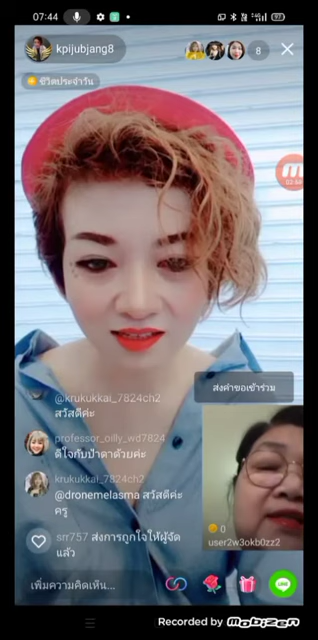 07:44
97
kpijubjang8
8
ชีวิตประจำวัน
ส่งคำขอเข้าร่วม
@krukukkai_7824ch2
สวัสดีค่ะ
professor_oilly_wd7824
ดีใจกับป้าตาด้วยค่ะ
krukukkai_7824ch2
@dronemelasma สวัสดีค่ะ
ครู
0
user2w3okb0zz2
srr757 ส่งการถูกใจให้ผู้จัด
แล้ว
เพิ่มความคิดเห็น...
LINE
Recorded by Mobizen